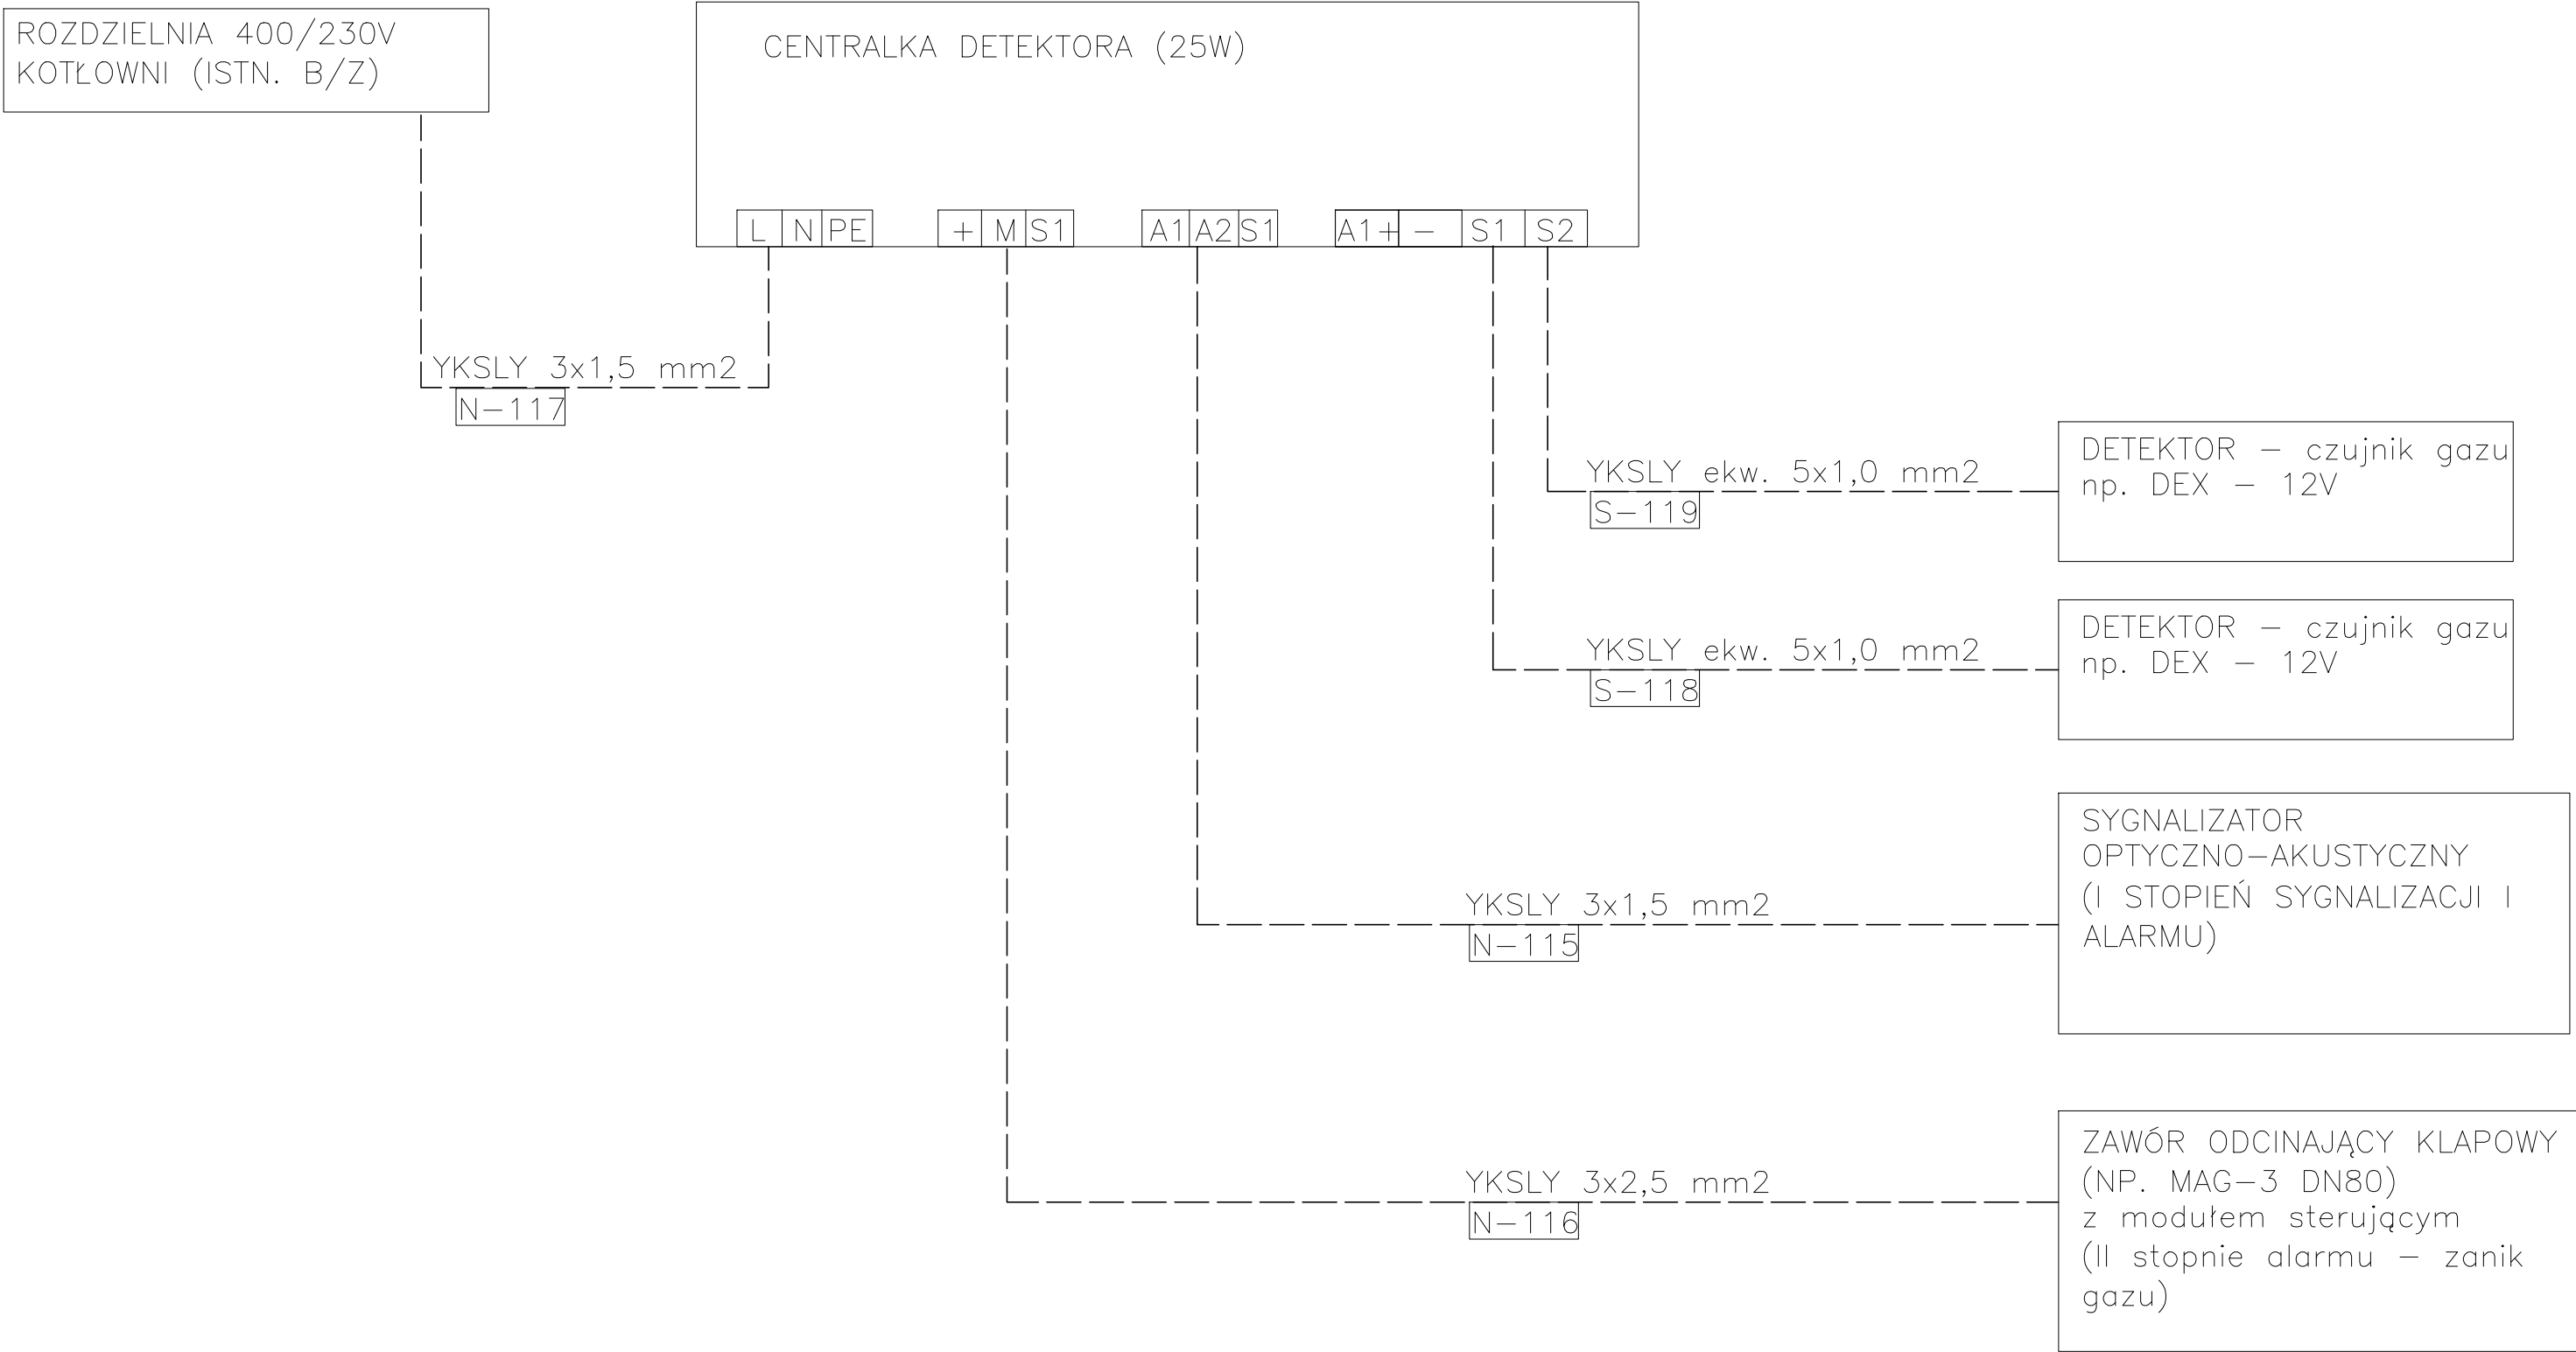 ROZDZIELNIA 400/230V
KOTŁOWNI (ISTN. B/Z)
CENTRALKA DETEKTORA (25W)
L N PE + M S1 A1 A2 S1 A1+ - S1 S2
YKSLY 3x1,5 mm2
N-117
YKSLY ekw. 5x1,0 mm2
S-119
DETEKTOR - czujnik gazu
np. DEX - 12V
YKSLY ekw. 5x1,0 mm2
S-118
DETEKTOR - czujnik gazu
np. DEX - 12V
YKSLY 3x1,5 mm2
N-115
SYGNALIZATOR
OPTYCZNO-AKUSTYCZNY
(I STOPIEŃ SYGNALIZACJI I
ALARMU)
YKSLY 3x2,5 mm2
N-116
ZAWÓR ODCINAJĄCY KLAPOWY
(NP. MAG-3 DN80)
z modułem sterującym
(II stopnie alarmu - zanik
gazu)